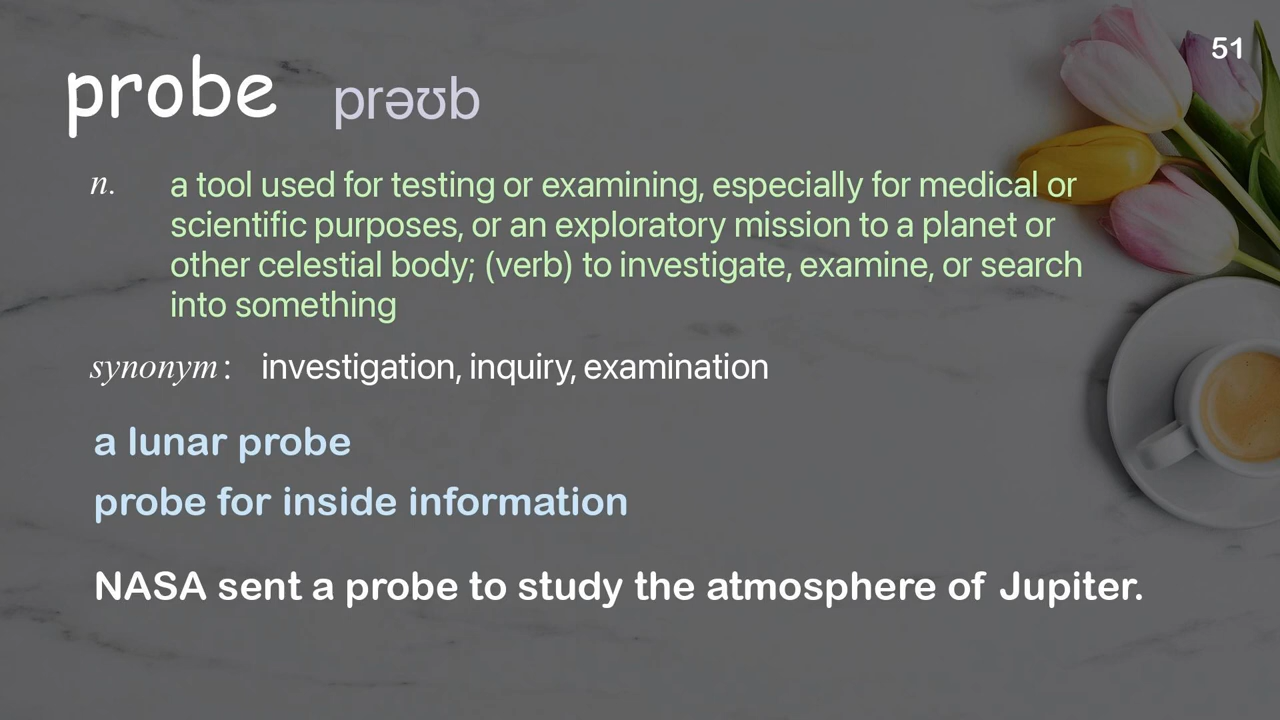 51
probe prəʊb
n. a tool used for testing or examining, especially for medical or
scientific purposes, or an exploratory mission to a planet or
other celestial body; (verb) to investigate, examine, or search
into something
synonym: investigation, inquiry, examination
a lunar probe
probe for inside information
NASA sent a probe to study the atmosphere of Jupiter.